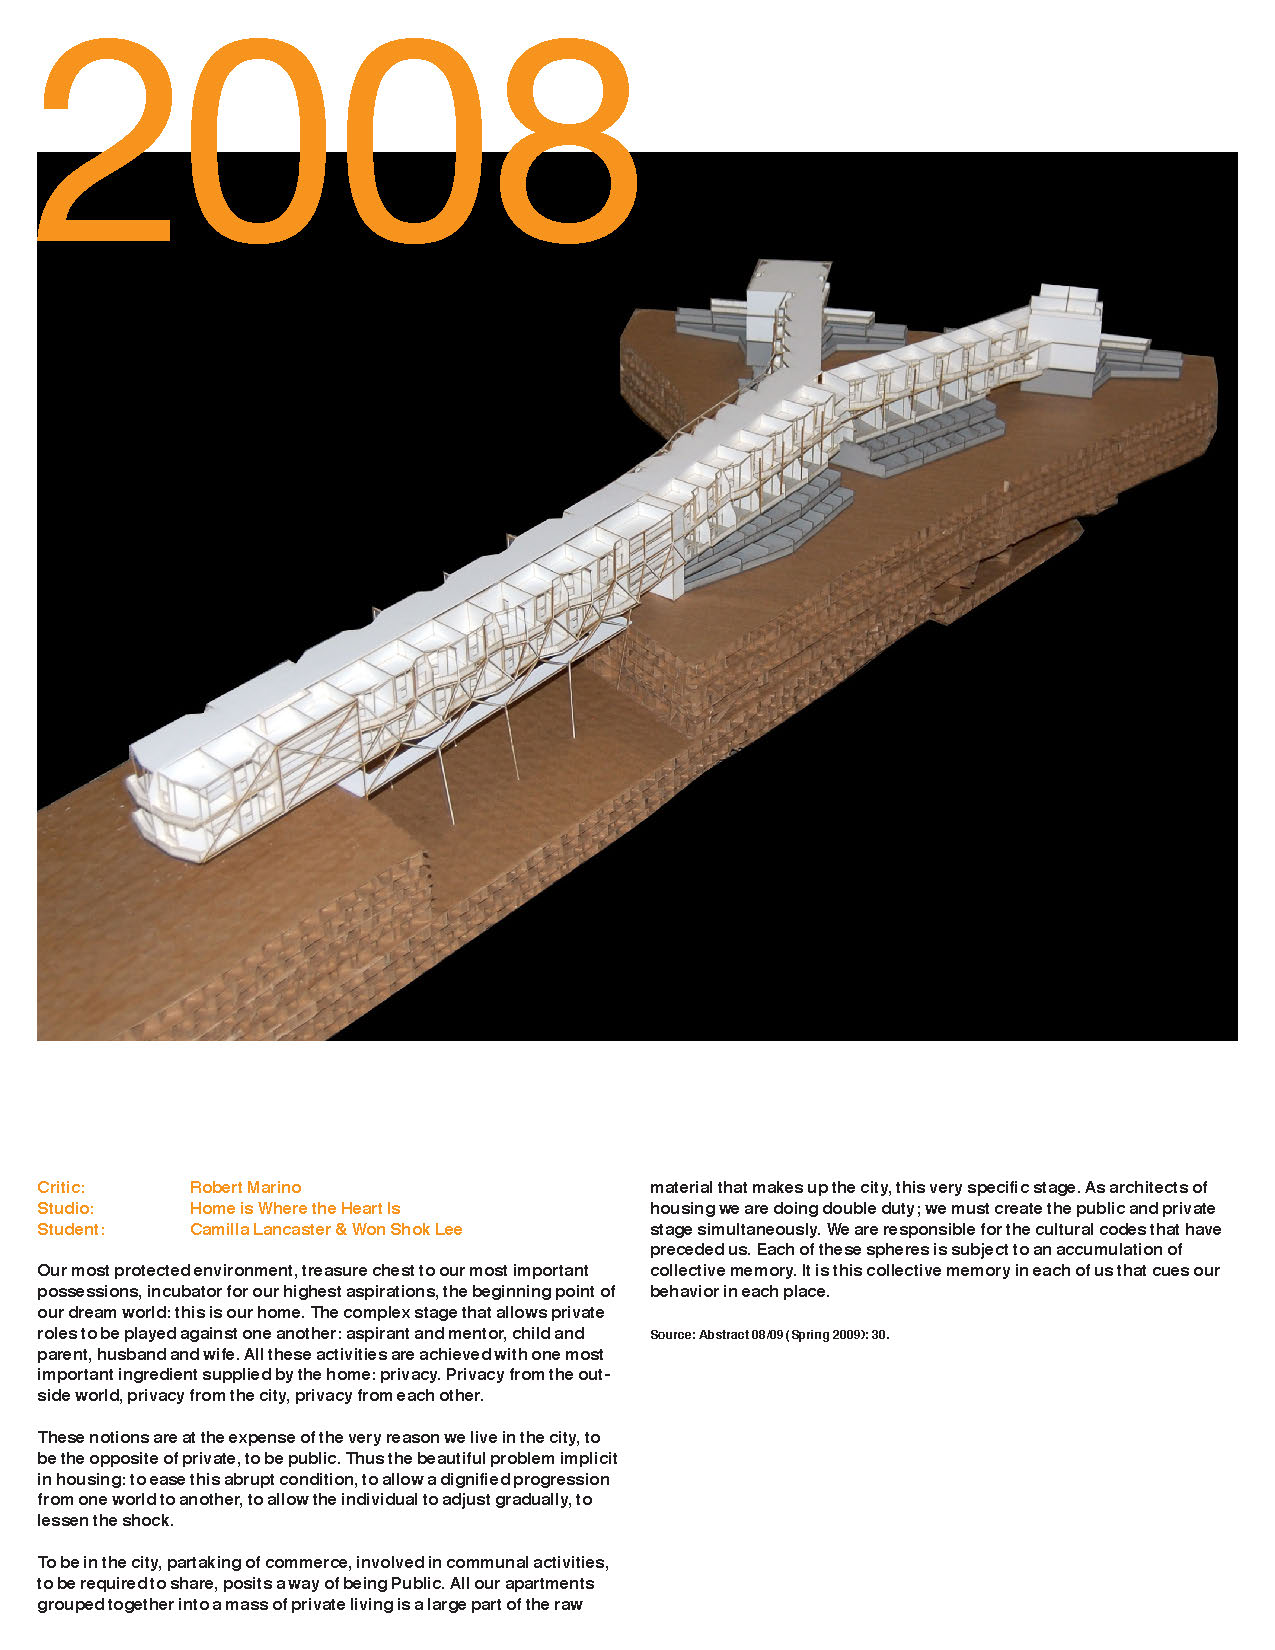 2008
Critic: Robert Marino
Studio: Home is Where the Heart Is
Student: Camilla Lancaster & Won Shok Lee
Our most protected environment, treasure chest to our most important
possessions, incubator for our highest aspirations, the beginning point of
our dream world: this is our home. The complex stage that allows private
roles to be played against one another: aspirant and mentor, child and
parent, husband and wife. All these activities are achieved with one most
important ingredient supplied by the home: privacy. Privacy from the out-
side world, privacy from the city, privacy from each other.
These notions are at the expense of the very reason we live in the city, to
be the opposite of private, to be public. Thus the beautiful problem implicit
in housing: to ease this abrupt condition, to allow a dignified progression
from one world to another, to allow the individual to adjust gradually, to
lessen the shock.
To be in the city, partaking of commerce, involved in communal activities,
to be required to share, posits a way of being Public. All our apartments
grouped together into a mass of private living is a large part of the raw
material that makes up the city, this very specific stage. As architects of
housing we are doing double duty; we must create the public and private
stage simultaneously. We are responsible for the cultural codes that have
preceded us. Each of these spheres is subject to an accumulation of
collective memory. It is this collective memory in each of us that cues our
behavior in each place.
Source: Abstract 08/09 (Spring 2009): 30.